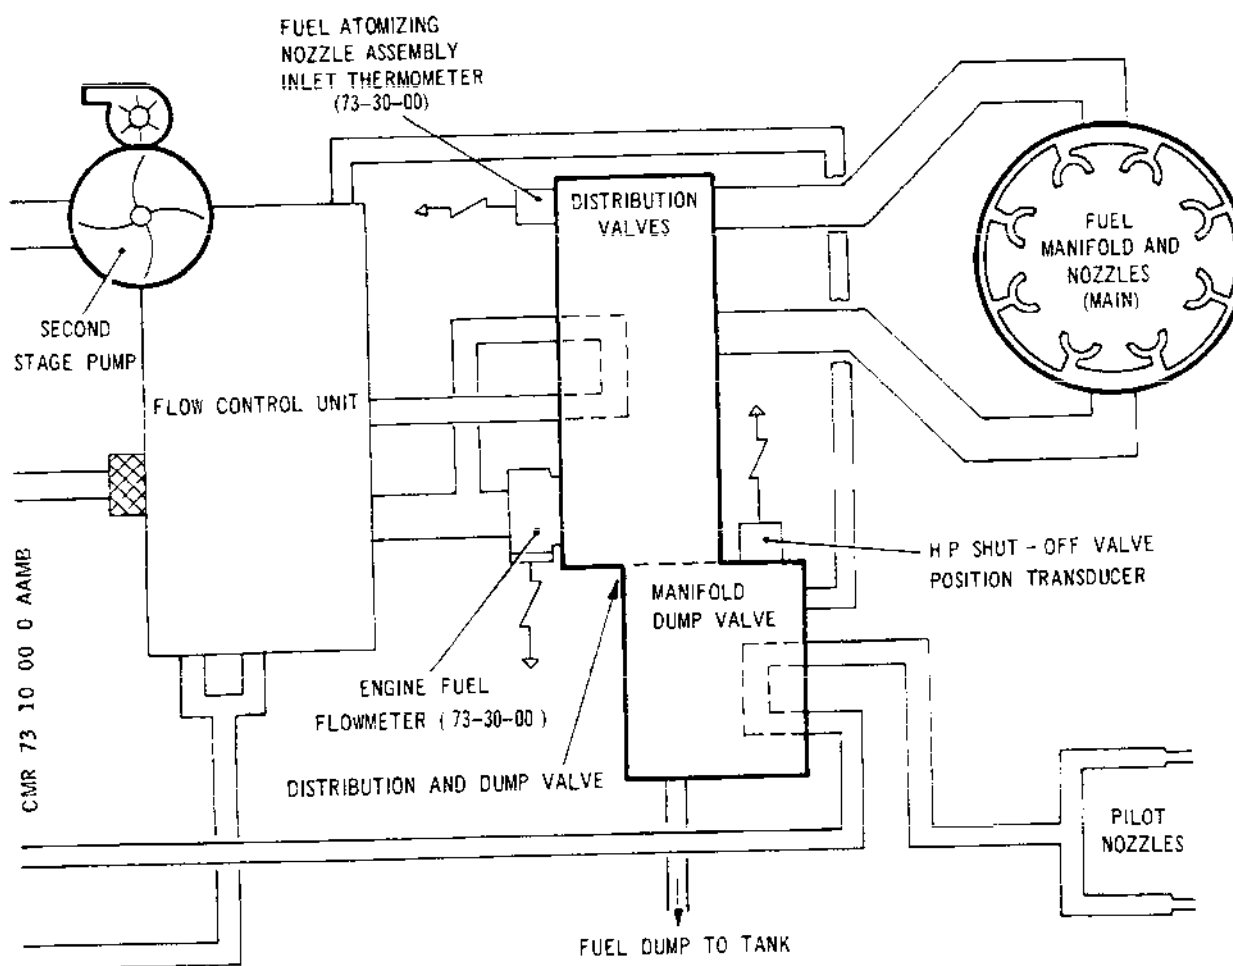 FUEL ATOMIZING
NOZZLE ASSEMBLY
INLET THERMOMETER
(73-30-00)
DISTRIBUTION
VALVES
FUEL
MANIFOLD AND
NOZZLES
(MAIN)
SECOND
STAGE PUMP
FLOW CONTROL UNIT
H P SHUT-OFF VALVE
POSITION TRANSDUCER
MANIFOLD
DUMP VALVE
ENGINE FUEL
FLOWMETER (73-30-00)
DISTRIBUTION AND DUMP VALVE
PILOT
NOZZLES
FUEL DUMP TO TANK
CMR 73 10 00 0 AAMB